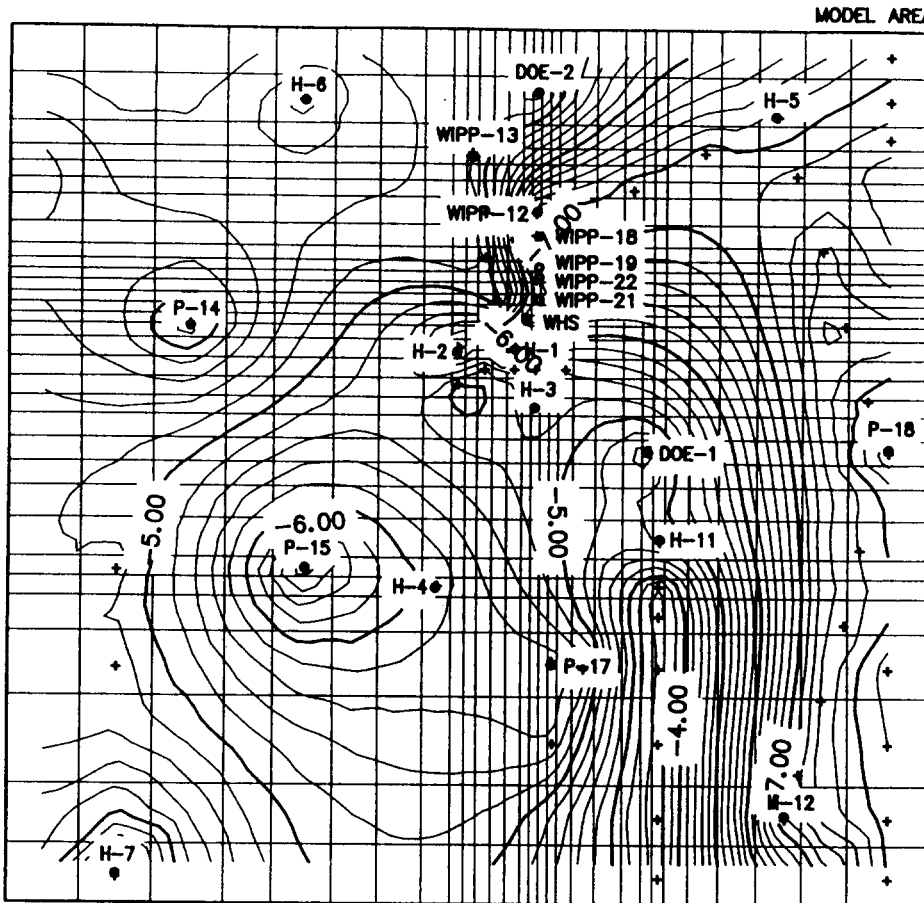 MODEL AREA
DOE-2
H-6
H-5
WIPP-13
WIPP-12
WIPP-18
WIPP-19
WIPP-22
WIPP-21
P-14
WHS
H-2
H-1
-6.00
H-3
P-18
DOE-1
-5.00
-5.00
-6.00
H-11
P-15
H-4
P-17
-4.00
-7.00
H-7